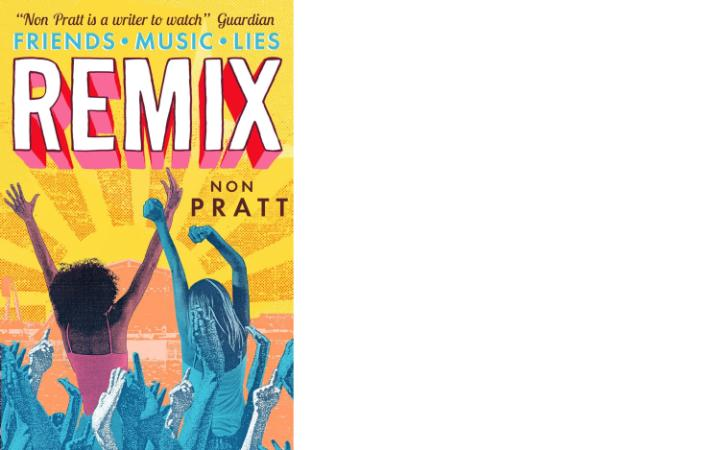 “Non Pratt is a writer to watch” Guardian
FRIENDS • MUSIC • LIES
REMIX
NON
PRATT